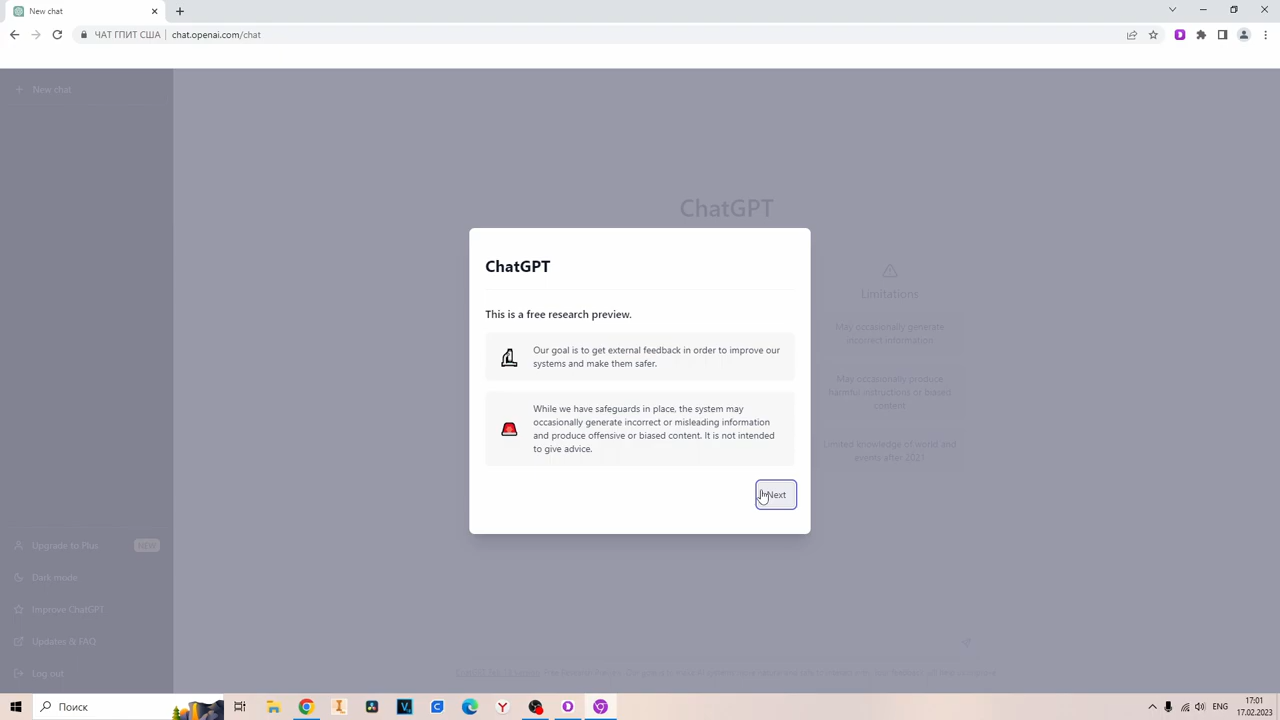 New chat
ЧАТ ГПИТ США
chat.openai.com/chat
New chat
ChatGPT
Limitations
May occasionally generate
incorrect information
May occasionally produce
harmful instructions or biased
content
Limited knowledge of world and
events after 2021
ChatGPT
This is a free research preview.
Our goal is to get external feedback in order to improve our
systems and make them safer.
While we have safeguards in place, the system may
occasionally generate incorrect or misleading information
and produce offensive or biased content. It is not intended
to give advice.
Next
Upgrade to Plus
NEW
Dark mode
Improve ChatGPT
Updates & FAQ
Log out
Поиск
ENG
17:01
17.02.2023